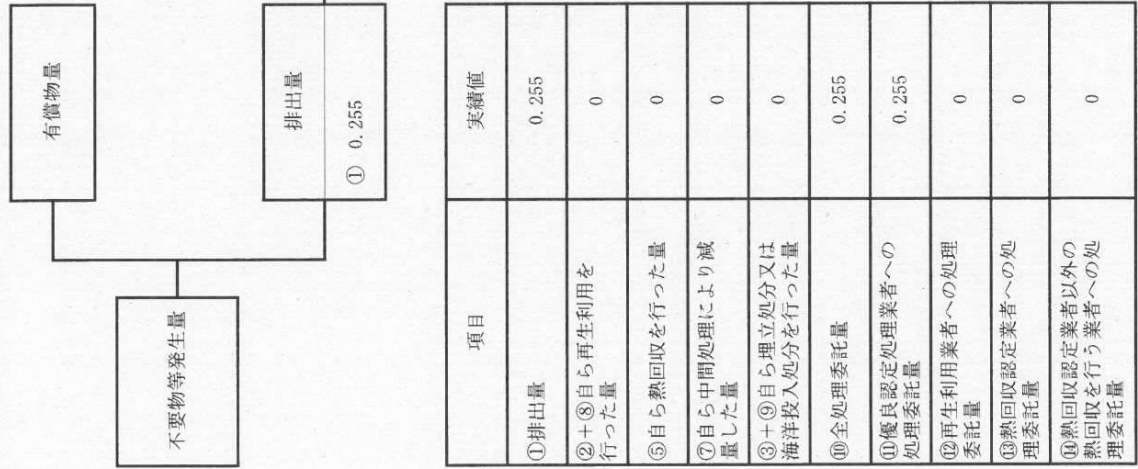 不要物等発生量
有償物量
排出量
① 0.255
項目
実績値
①排出量
0.255
②+⑧自ら再生利用を
行った量
0
⑤自ら熱回収を行った量
0
⑦自ら中間処理により減
量した量
0
③+⑨自ら埋立処分又は
海洋投入処分を行った量
0
⑩全処理委託量
0.255
⑪優良認定処理業者への
処理委託量
0.255
⑫再生利用業者への処理
委託量
0
⑬熱回収認定業者への処
理委託量
0
⑭熱回収認定業者以外の
熱回収を行う業者への処
理委託量
0